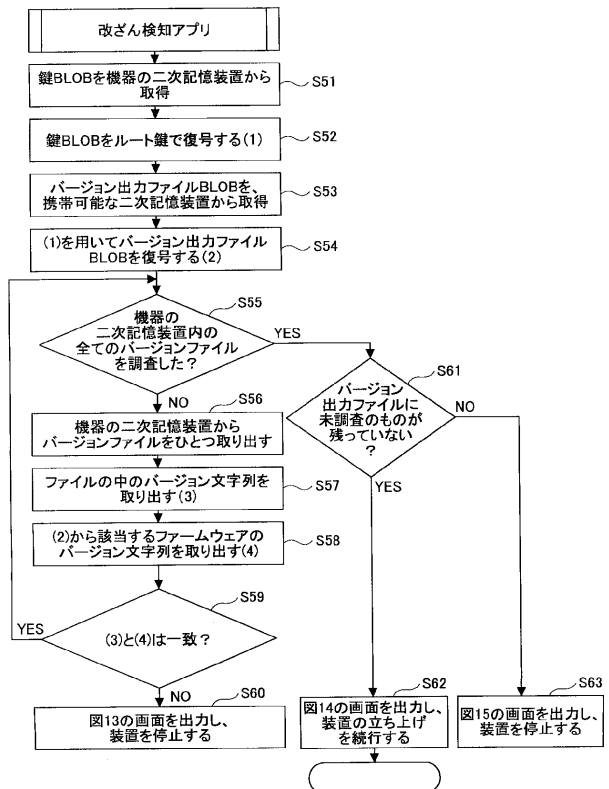 改ざん検知アプリ
鍵BLOBを機器の二次記憶装置から
取得
S51
鍵BLOBをルート鍵で復号する(1)
S52
バージョン出力ファイルBLOBを、
携帯可能な二次記憶装置から取得
S53
(1)を用いてバージョン出力ファイル
BLOBを復号する(2)
S54
機器の
二次記憶装置内の
全てのバージョンファイル
を調査した?
S55
YES
NO
機器の二次記憶装置から
バージョンファイルをひとつ取り出す
S56
ファイルの中のバージョン文字列を
取り出す(3)
S57
(2)から該当するファームウェアの
バージョン文字列を取り出す(4)
S58
(3)と(4)は一致?
S59
YES
NO
図13の画面を出力し、
装置を停止する
S60
バージョン
出力ファイルに
未調査のものが
残っていない
?
S61
NO
YES
図14の画面を出力し、
装置の立ち上げ
を続行する
S62
図15の画面を出力し、
装置を停止する
S63